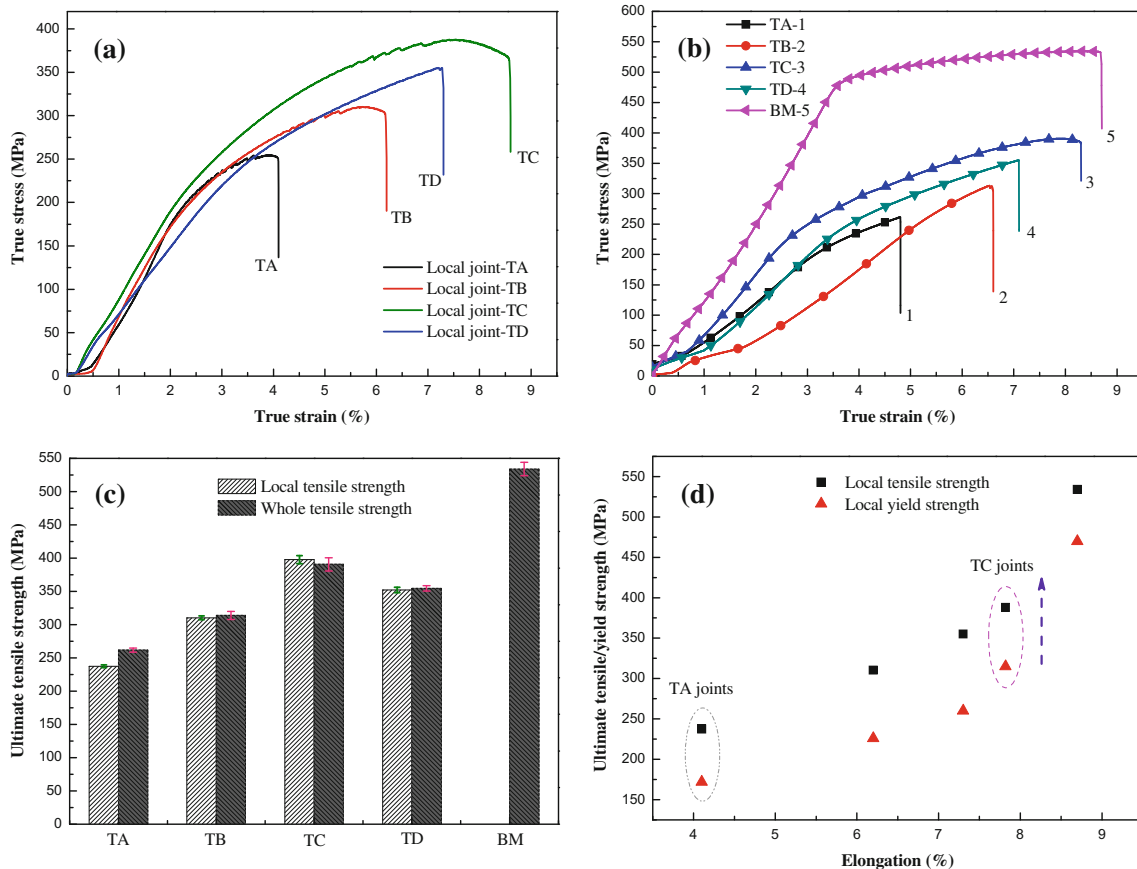 (a)
True stress (MPa)
400
350
300
250
200
150
100
50
0
0 1 2 3 4 5 6 7 8 9
True strain (%)
TA
TB
TC
TD
Local joint-TA
Local joint-TB
Local joint-TC
Local joint-TD
(b)
True stress (MPa)
600
550
500
450
400
350
300
250
200
150
100
50
0
0 1 2 3 4 5 6 7 8 9
True strain (%)
TA-1
TB-2
TC-3
TD-4
BM-5
5
3
4
2
1
(c)
Ultimate tensile strength (MPa)
550
500
450
400
350
300
250
200
150
100
50
0
TA TB TC TD BM
Local tensile strength
Whole tensile strength
(d)
Ultimate tensile/yield strength (MPa)
550
500
450
400
350
300
250
200
150
4 5 6 7 8 9
Elongation (%)
Local tensile strength
Local yield strength
TC joints
TA joints